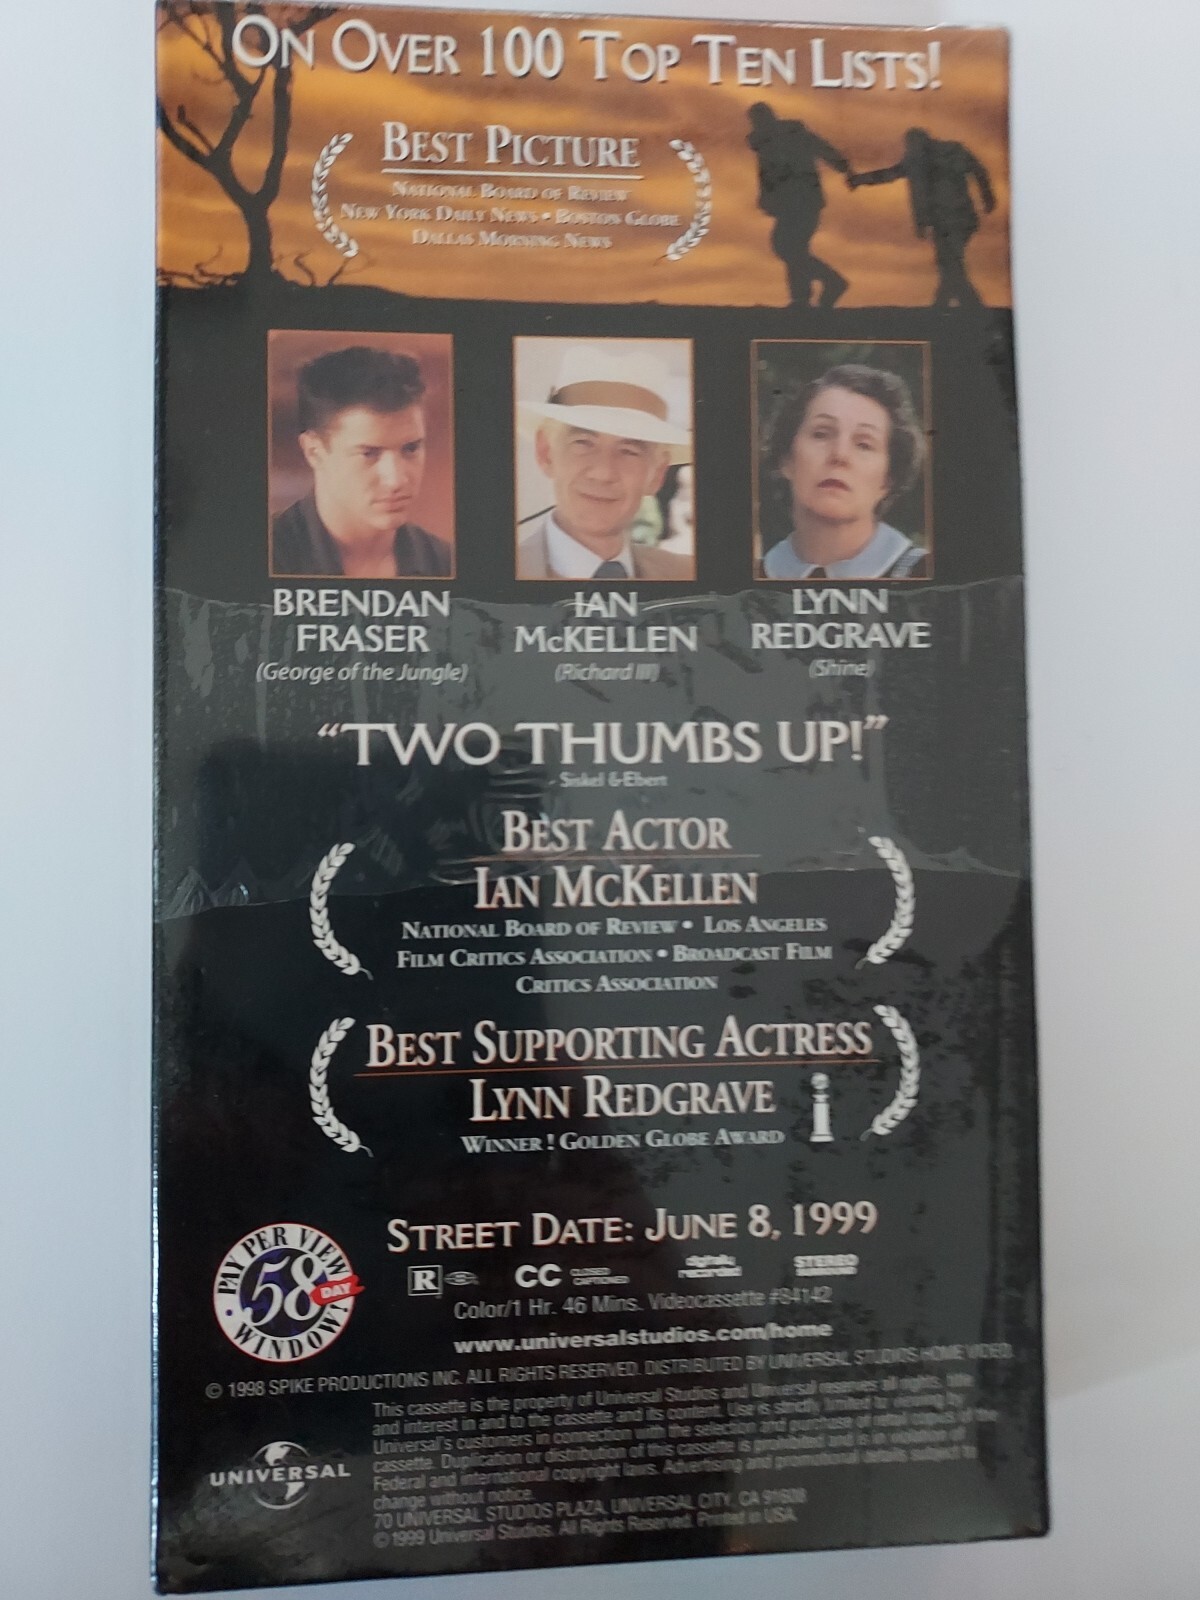 ON OVER 100 TOP TEN LISTS!
BEST PICTURE
NATIONAL BOARD OF REVIEW
NEW YORK DAILY NEWS • BOSTON GLOBE
DALLAS MORNING NEWS
BRENDAN FRASER
(George of the Jungle)
IAN McKELLEN
(Richard III)
LYNN REDGRAVE
(Shine)
"TWO THUMBS UP!"
- Siskel & Ebert
BEST ACTOR
IAN MCKELLEN
NATIONAL BOARD OF REVIEW • LOS ANGELES
FILM CRITICS ASSOCIATION • BROADCAST FILM
CRITICS ASSOCIATION
BEST SUPPORTING ACTRESS
LYNN REDGRAVE
WINNER! GOLDEN GLOBE AWARD
STREET DATE: JUNE 8, 1999
PAY PER VIEW
58 DAY
WINDOW!
R CC CLOSED CAPTIONED digitally recorded STEREO
Color/1 Hr. 46 Mins. Videocassette #84142
www.universalstudios.com/home
© 1998 SPIKE PRODUCTIONS INC. ALL RIGHTS RESERVED. DISTRIBUTED BY UNIVERSAL STUDIOS HOME VIDEO.
This cassette is the property of Universal Studios and Universal reserves all rights, title
and interest in and to the cassette and its content. Use is strictly limited to viewing by
Universal's customers in connection with the selection and purchase of retail copies of the
cassette. Duplication or distribution of this cassette is prohibited and is in violation of
Federal and international copyright laws. Advertising and promotional details subject to
change without notice.
70 UNIVERSAL STUDIOS PLAZA, UNIVERSAL CITY, CA 91608
© 1999 Universal Studios. All Rights Reserved. Printed in USA.
UNIVERSAL